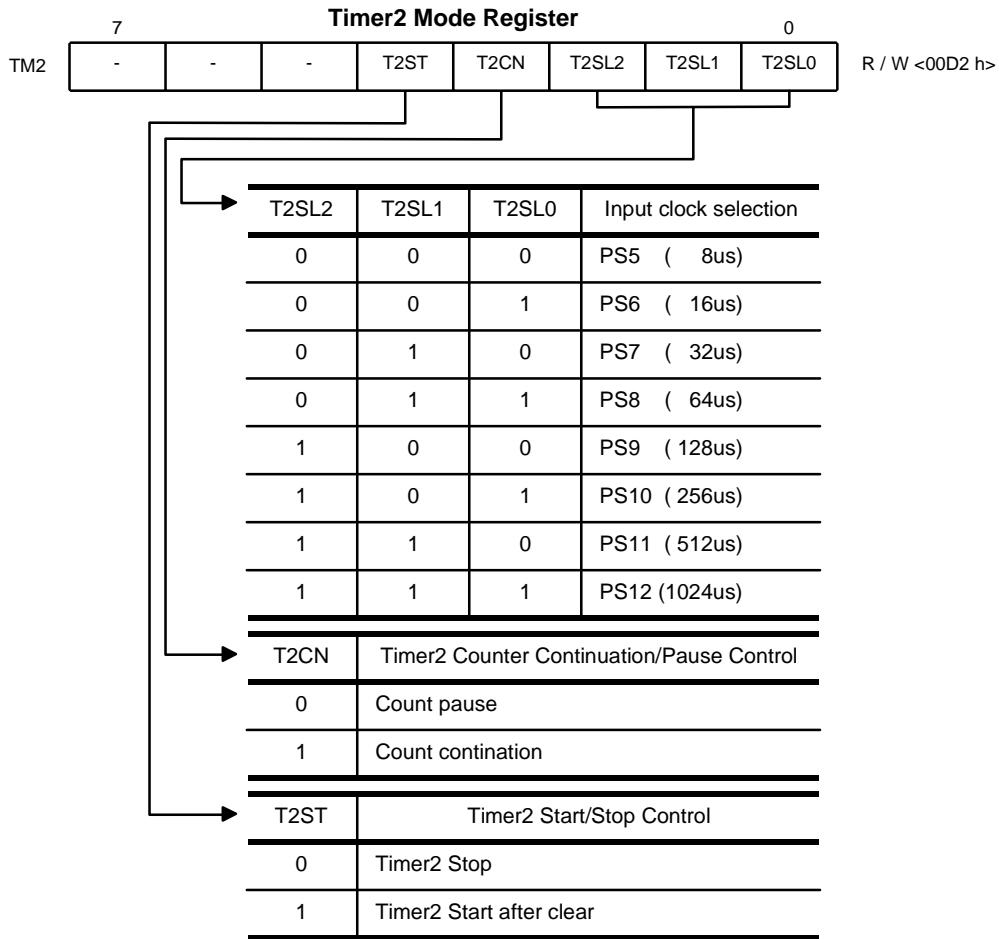 Timer2 Mode Register
7 0
TM2 - - - T2ST T2CN T2SL2 T2SL1 T2SL0 R / W <00D2 h>
T2SL2 T2SL1 T2SL0 Input clock selection
0 0 0 PS5 ( 8us)
0 0 1 PS6 ( 16us)
0 1 0 PS7 ( 32us)
0 1 1 PS8 ( 64us)
1 0 0 PS9 ( 128us)
1 0 1 PS10 ( 256us)
1 1 0 PS11 ( 512us)
1 1 1 PS12 (1024us)
T2CN Timer2 Counter Continuation/Pause Control
0 Count pause
1 Count contination
T2ST Timer2 Start/Stop Control
0 Timer2 Stop
1 Timer2 Start after clear